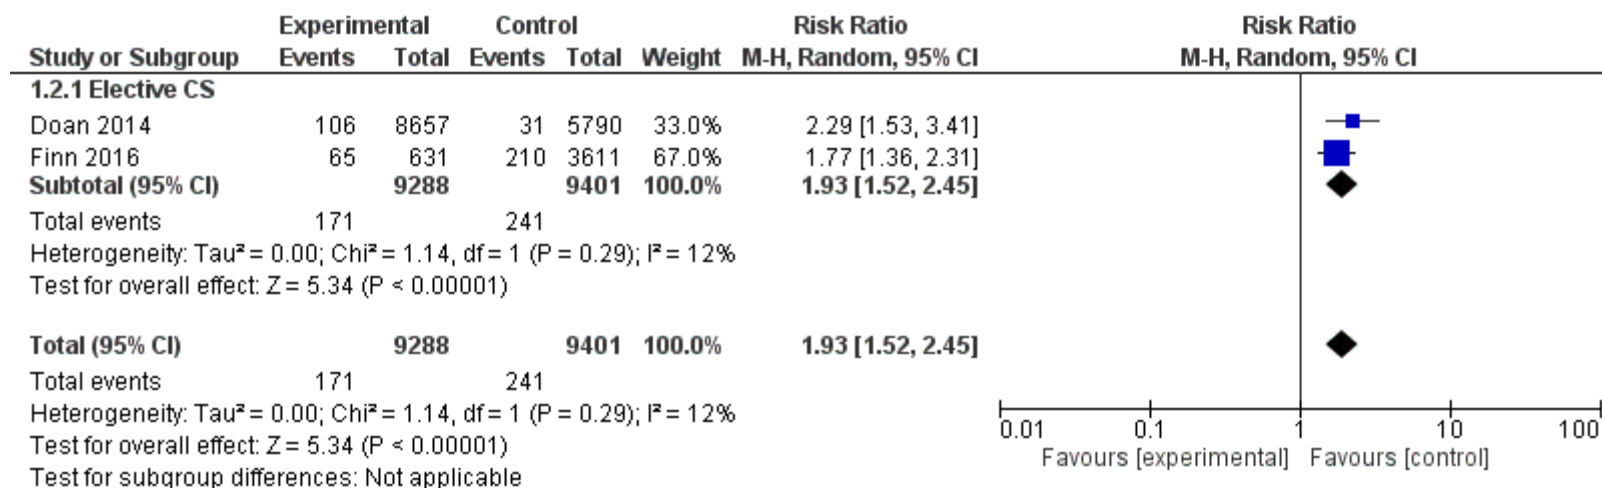 Experimental Control Risk Ratio Risk Ratio
Study or Subgroup Events Total Events Total Weight M-H, Random, 95% CI M-H, Random, 95% CI
1.2.1 Elective CS
Doan 2014 106 8657 31 5790 33.0% 2.29 [1.53, 3.41]
Finn 2016 65 631 210 3611 67.0% 1.77 [1.36, 2.31]
Subtotal (95% CI) 9288 9401 100.0% 1.93 [1.52, 2.45]
Total events 171 241
Heterogeneity: Tau² = 0.00; Chi² = 1.14, df = 1 (P = 0.29); I² = 12%
Test for overall effect: Z = 5.34 (P < 0.00001)
Total (95% CI) 9288 9401 100.0% 1.93 [1.52, 2.45]
Total events 171 241
Heterogeneity: Tau² = 0.00; Chi² = 1.14, df = 1 (P = 0.29); I² = 12%
Test for overall effect: Z = 5.34 (P < 0.00001)
Test for subgroup differences: Not applicable
0.01 0.1 1 10 100
Favours [experimental] Favours [control]